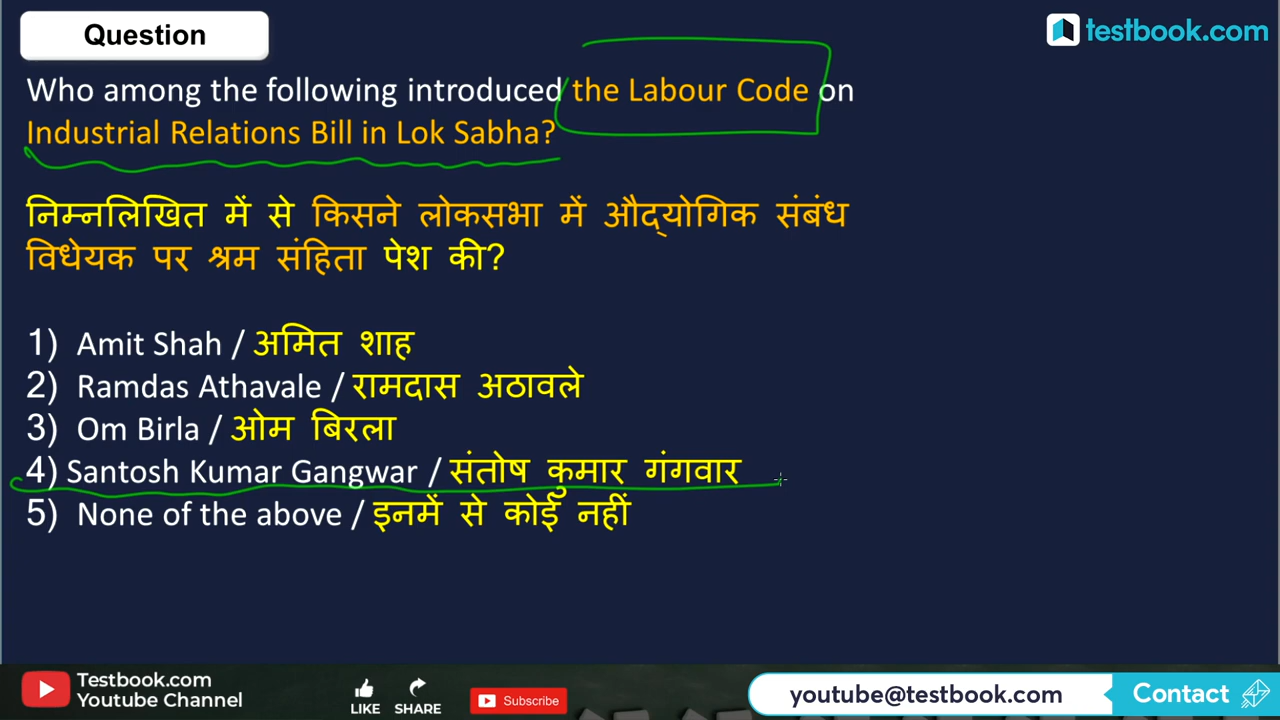 Question
testbook.com
Who among the following introduced the Labour Code on
Industrial Relations Bill in Lok Sabha?
निम्नलिखित में से किसने लोकसभा में औद्योगिक संबंध
विधेयक पर श्रम संहिता पेश की?
1) Amit Shah / अमित शाह
2) Ramdas Athavale / रामदास अठावले
3) Om Birla / ओम बिरला
4) Santosh Kumar Gangwar / संतोष कुमार गंगवार
5) None of the above / इनमें से कोई नहीं
Testbook.com
Youtube Channel
LIKE SHARE
Subscribe
youtube@testbook.com
Contact